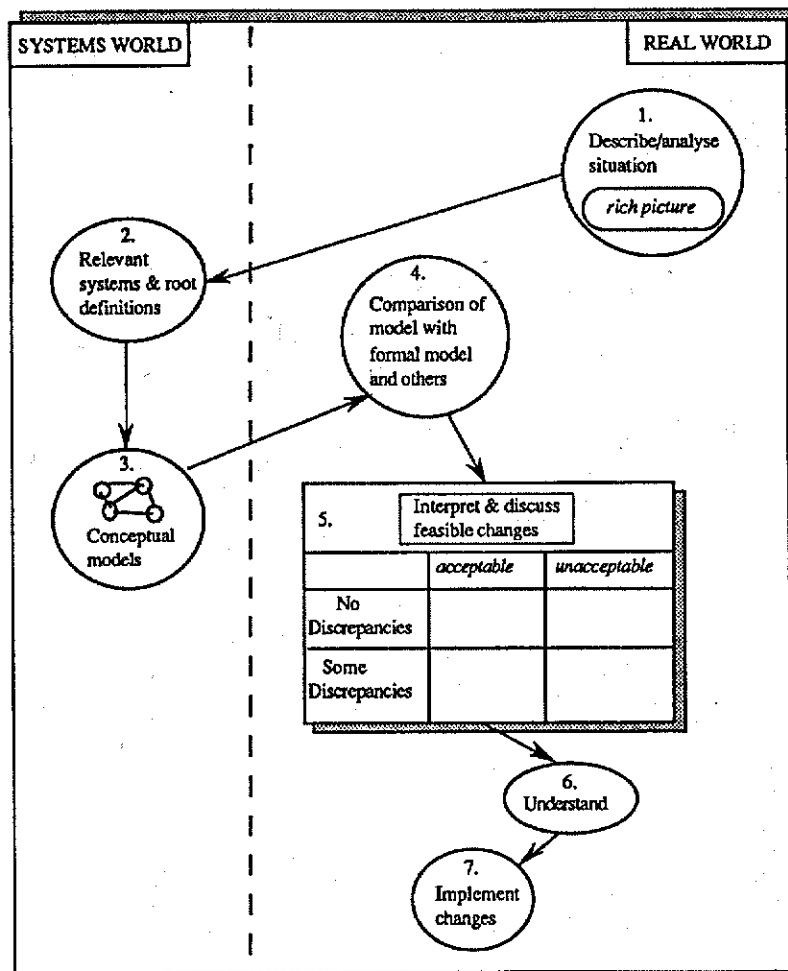 SYSTEMS WORLD
REAL WORLD
1.
Describe/analyse
situation
rich picture
2.
Relevant
systems & root
definitions
3.
Conceptual
models
4.
Comparison of
model with
formal model
and others
5.
Interpret & discuss
feasible changes
acceptable
unacceptable
No
Discrepancies
Some
Discrepancies
6.
Understand
7.
Implement
changes